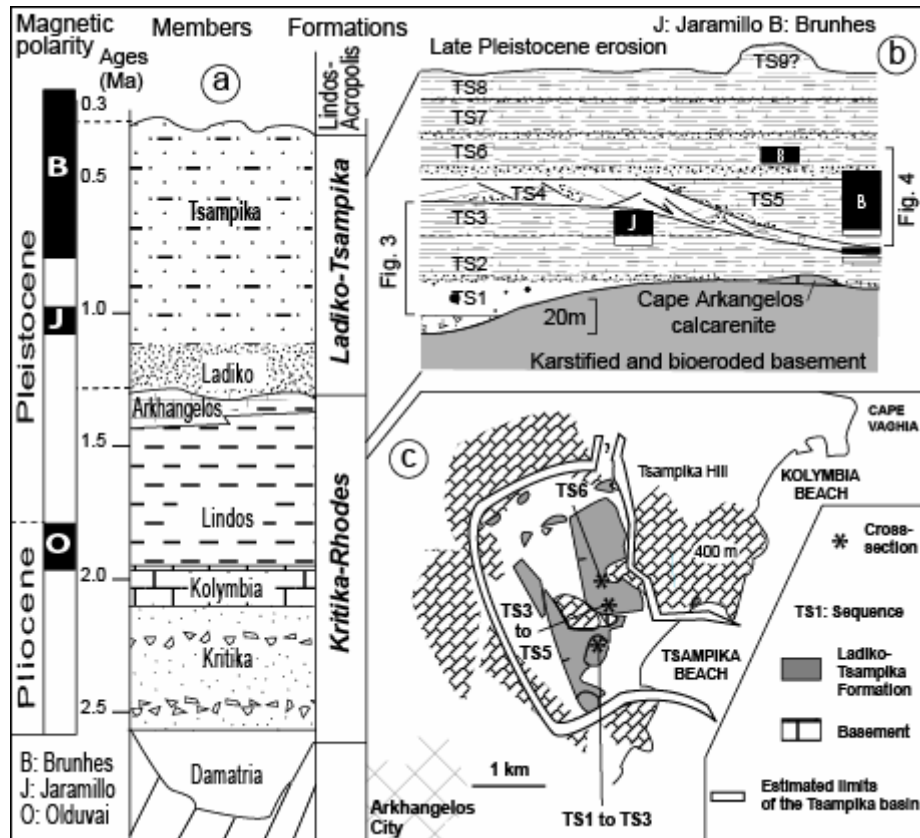 Magnetic polarity
Members
Formations
Ages (Ma)
a
0.3
0.5
1.0
1.5
2.0
2.5
B
J
O
Pleistocene
Pliocene
Tsampika
Ladiko
Arkhangelos
Lindos
Kolymbia
Kritika
Damatria
Lindos-Acropolis
Ladiko-Tsampika
Kritika-Rhodes
B: Brunhes
J: Jaramillo
O: Olduvai
J: Jaramillo B: Brunhes
Late Pleistocene erosion
b
TS9?
TS8
TS7
TS6
B
TS4
TS5
B
TS3
J
TS2
TS1
Fig. 3
Fig. 4
20m
Cape Arkangelos
calcarenite
Karstified and bioeroded basement
c
CAPE
VAGHIA
Tsampika Hill
KOLYMBIA
BEACH
TS6
400 m
TS3
to
TS5
TSAMPIKA
BEACH
1 km
Arkhangelos
City
TS1 to TS3
Cross-
section
TS1: Sequence
Ladiko-
Tsampika
Formation
Basement
Estimated limits
of the Tsampika basin